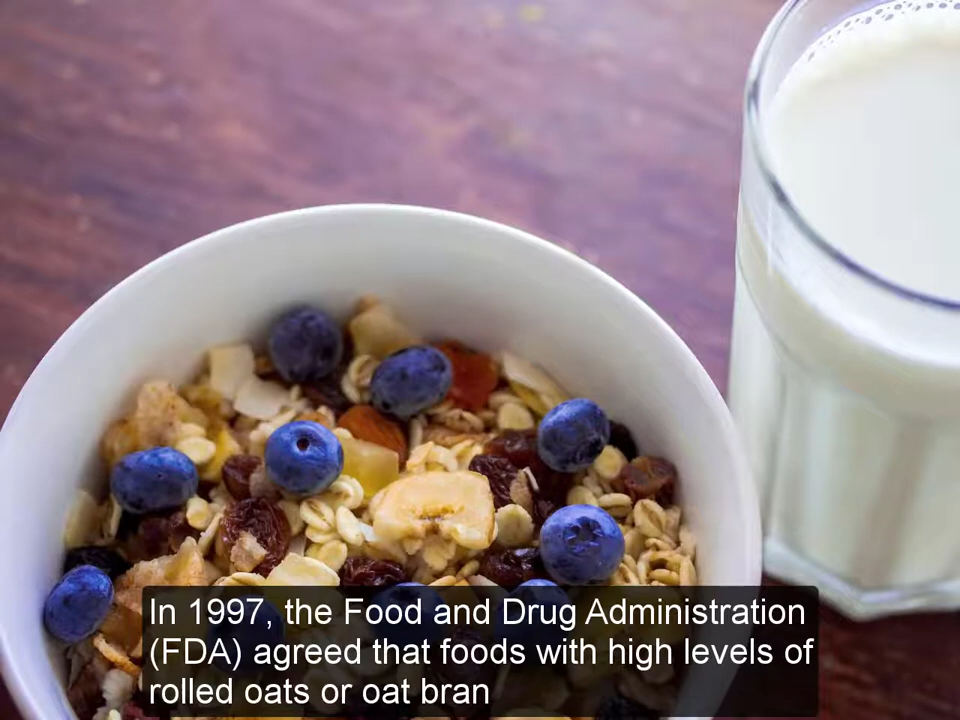 In 1997, the Food and Drug Administration
(FDA) agreed that foods with high levels of
rolled oats or oat bran